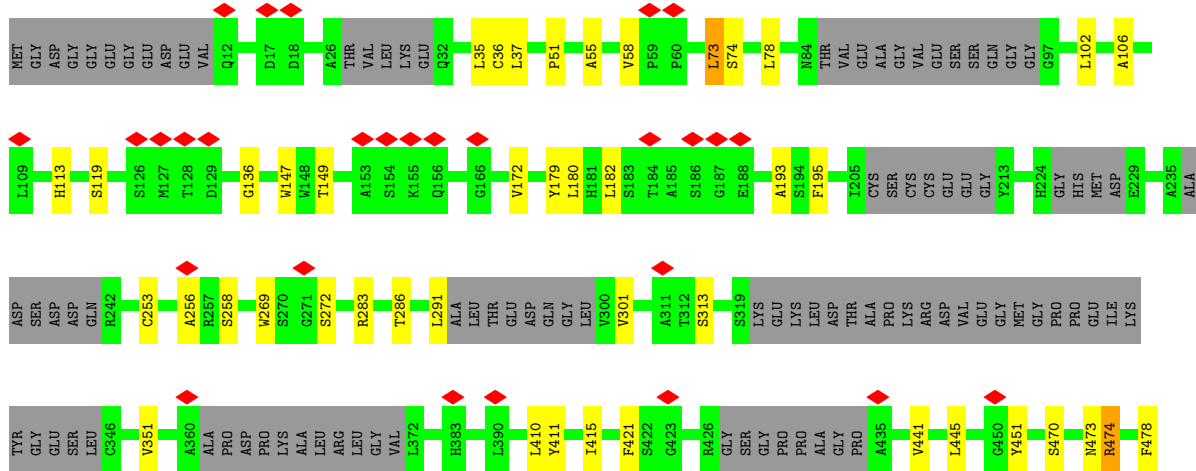 MET GLY ASP ALA GLY GLU GLY GLU ASP GLU VAL Q12 D17 D18 A26 THR VAL LEU LYS GLU Q32 L35 C36 L37 P51 A55 V58 P59 P60 L73 S74 L78 N84 THR VAL GLU ALA GLY VAL GLU SER SER GLN GLY GLY G97 L102 A106
L109 H113 S119 S126 M127 T128 D129 G136 W147 W148 T149 A153 S154 K155 Q156 G166 V172 Y179 L180 H181 L182 S183 T184 A185 S186 G187 E188 A193 S194 F195 I205 CYS SER CYS CYS GLU GLU GLY Y213 H224 GLY HIS MET ASP E229 A235 ALA
ASP SER ASP ASP GLN R242 C253 A256 R257 S258 W269 S270 G271 S272 R283 T286 L291 ALA LEU THR GLU ASP GLN GLY LEU V300 V301 A311 T312 S313 S319 LYS GLU LYS LEU ASP THR ALA PRO LYS ARG ASP VAL GLU GLY MET GLY PRO PRO GLU ILE LYS
TYR GLY GLU SER LEU C346 V351 A360 ALA PRO ASP PRO LYS ALA LEU ARG LEU GLY VAL L372 H383 L390 L410 Y411 I415 F421 S422 G423 R426 GLY SER GLY PRO PRO ALA GLY PRO A435 V441 L445 G450 Y451 S470 N473 R474 F478